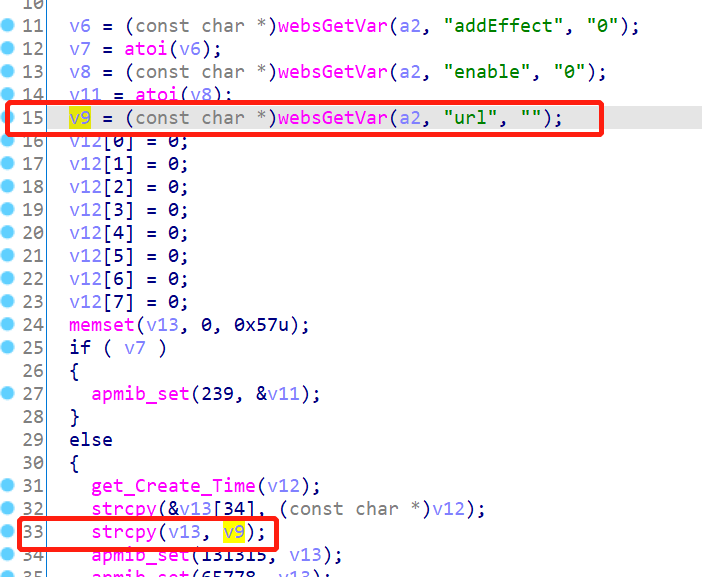 10
11 v6 = (const char *)websGetVar(a2, "addEffect", "0");
12 v7 = atoi(v6);
13 v8 = (const char *)websGetVar(a2, "enable", "0");
14 v11 = atoi(v8);
15 v9 = (const char *)websGetVar(a2, "url", "");
16 v12[0] = 0;
17 v12[1] = 0;
18 v12[2] = 0;
19 v12[3] = 0;
20 v12[4] = 0;
21 v12[5] = 0;
22 v12[6] = 0;
23 v12[7] = 0;
24 memset(v13, 0, 0x57u);
25 if ( v7 )
26 {
27 apmib_set(239, &v11);
28 }
29 else
30 {
31 get_Create_Time(v12);
32 strcpy(&v13[34], (const char *)v12);
33 strcpy(v13, v9);
34 apmib_set(131315, v13);
35 apmib_set(65778, v13);